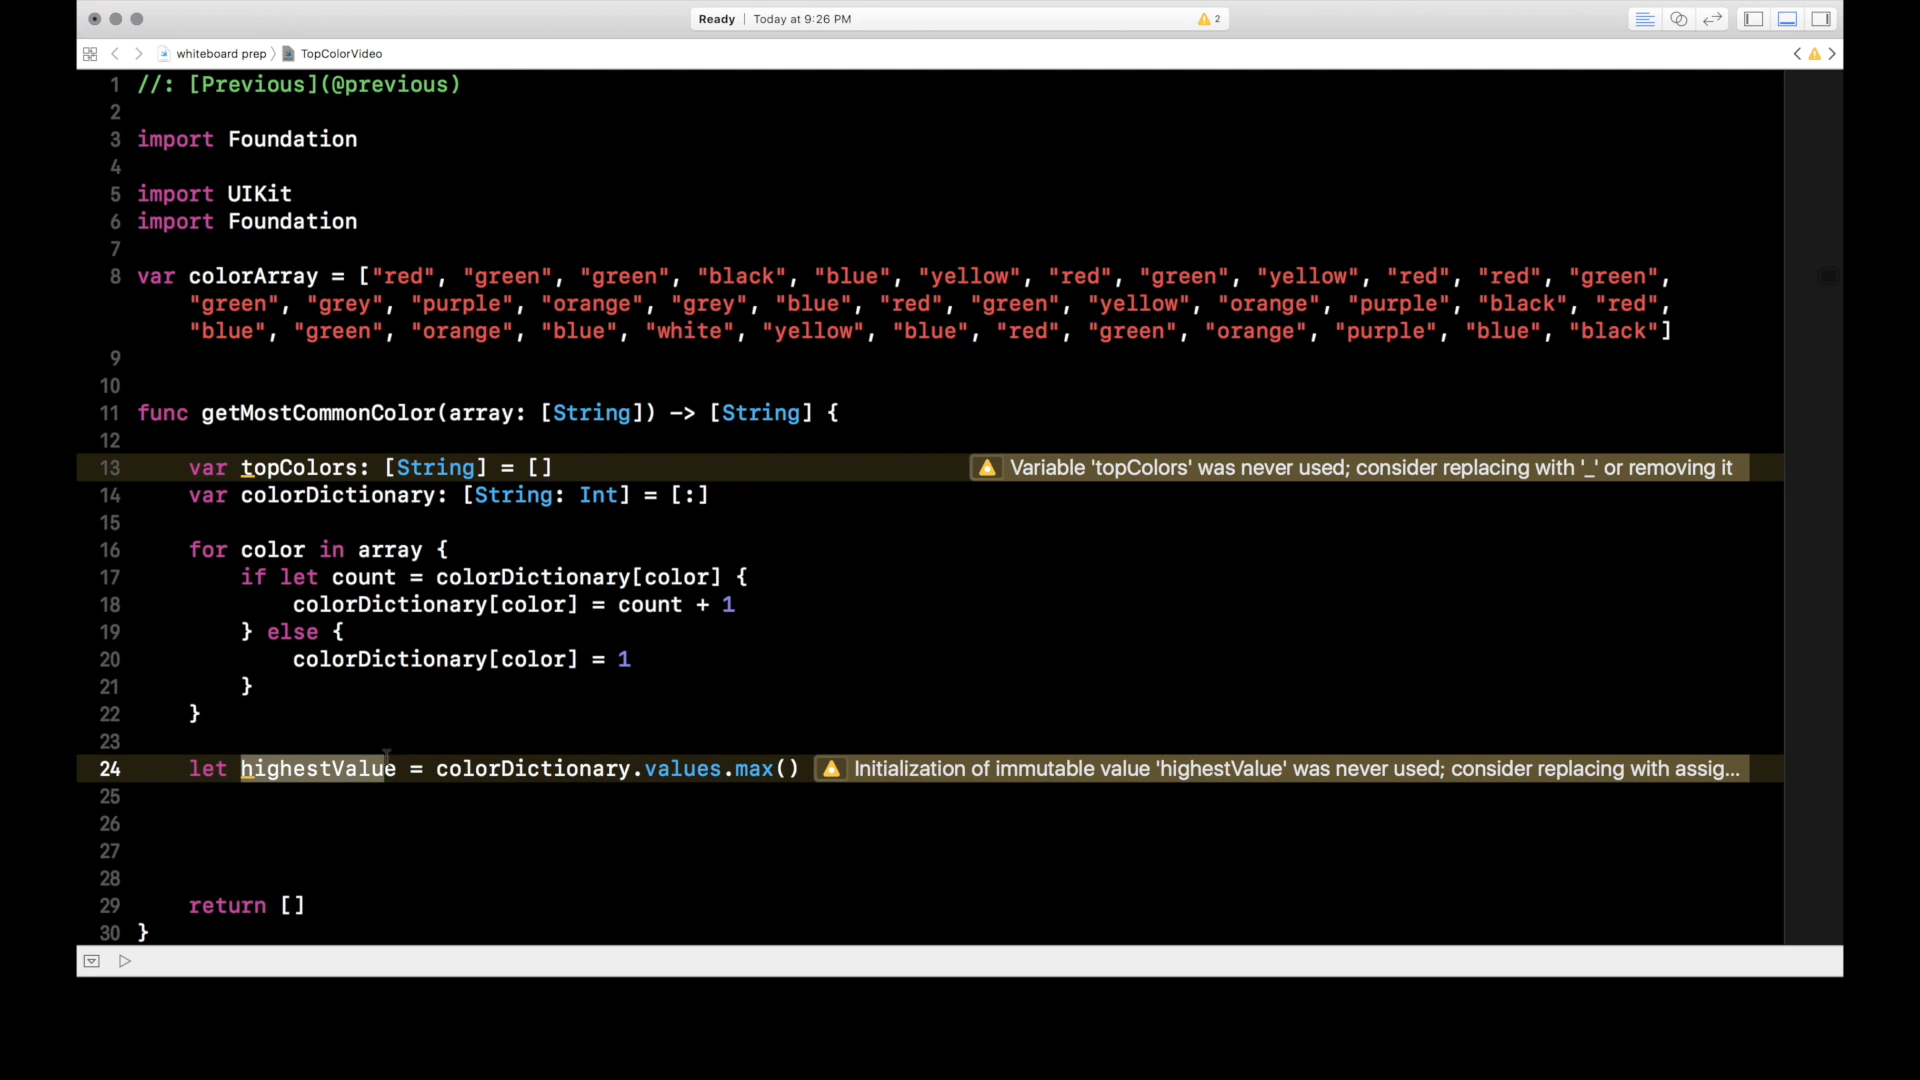 Ready | Today at 9:26 PM 2
whiteboard prep 〉 TopColorVideo
1 //: [Previous](@previous)
2
3 import Foundation
4
5 import UIKit
6 import Foundation
7
8 var colorArray = ["red", "green", "green", "black", "blue", "yellow", "red", "green", "yellow", "red", "red", "green",
"green", "grey", "purple", "orange", "grey", "blue", "red", "green", "yellow", "orange", "purple", "black", "red",
"blue", "green", "orange", "blue", "white", "yellow", "blue", "red", "green", "orange", "purple", "blue", "black"]
9
10
11 func getMostCommonColor(array: [String]) -> [String] {
12
13 var topColors: [String] = [] Variable 'topColors' was never used; consider replacing with '_' or removing it
14 var colorDictionary: [String: Int] = [:]
15
16 for color in array {
17 if let count = colorDictionary[color] {
18 colorDictionary[color] = count + 1
19 } else {
20 colorDictionary[color] = 1
21 }
22 }
23
24 let highestValue = colorDictionary.values.max() Initialization of immutable value 'highestValue' was never used; consider replacing with assig...
25
26
27
28
29 return []
30 }